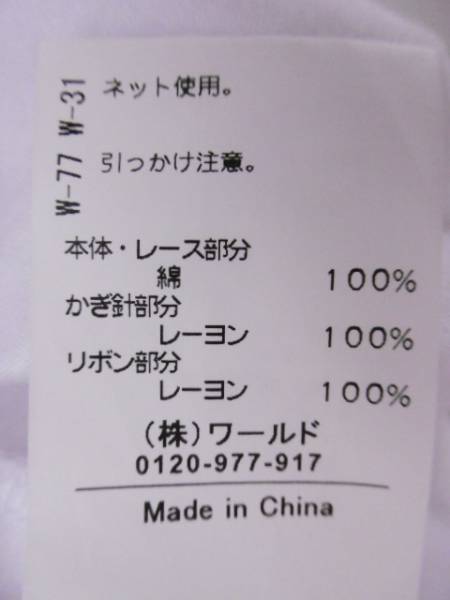 W-77 W-31
ネット使用。
引っかけ注意。
本体・レース部分
綿 100%
かぎ針部分
レーヨン 100%
リボン部分
レーヨン 100%
(株)ワールド
0120-977-917
Made in China